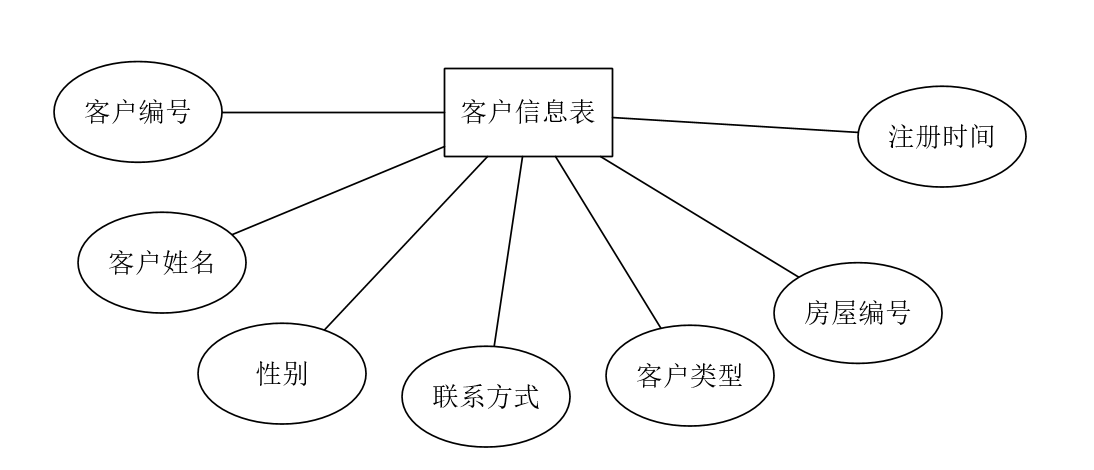 客户信息表
客户编号
客户姓名
性别
联系方式
客户类型
房屋编号
注册时间